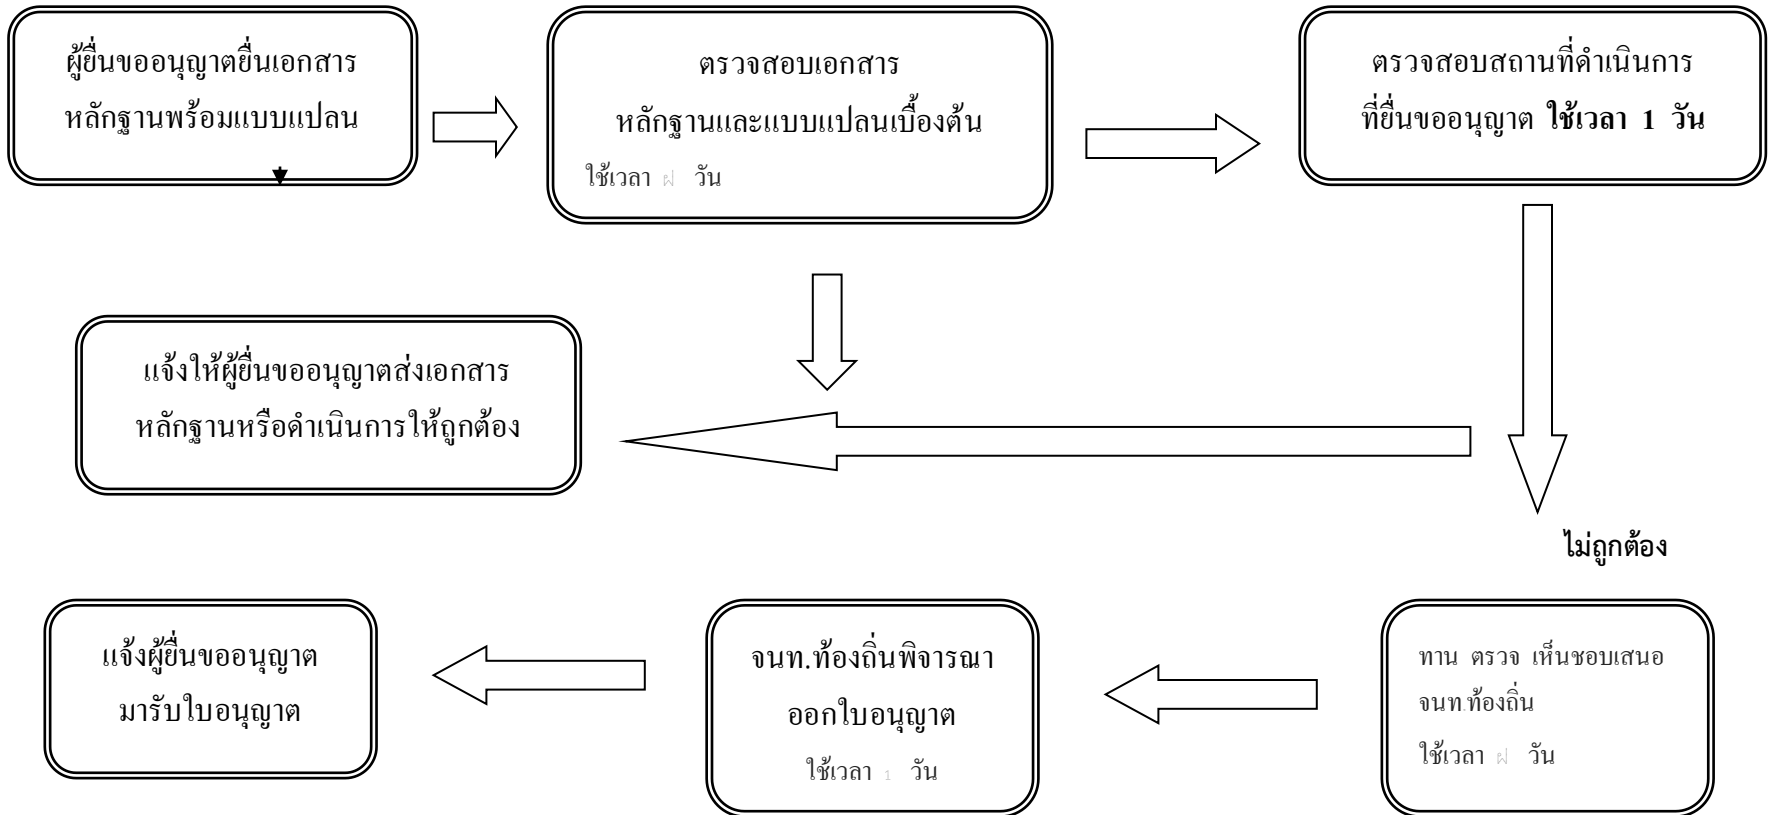 ผู้ยื่นขออนุญาตยื่นเอกสาร
หลักฐานพร้อมแบบแปลน
ตรวจสอบเอกสาร
หลักฐานและแบบแปลนเบื้องต้น
ใช้เวลา ฝ วัน
ตรวจสอบสถานที่ดำเนินการ
ที่ยื่นขออนุญาต ใช้เวลา 1 วัน
แจ้งให้ผู้ยื่นขออนุญาตส่งเอกสาร
หลักฐานหรือดำเนินการให้ถูกต้อง
ไม่ถูกต้อง
แจ้งผู้ยื่นขออนุญาต
มารับใบอนุญาต
จนท.ท้องถิ่นพิจารณา
ออกใบอนุญาต
ใช้เวลา 1 วัน
ทาน ตรวจ เห็นชอบเสนอ
จนท.ท้องถิ่น
ใช้เวลา ฝ วัน